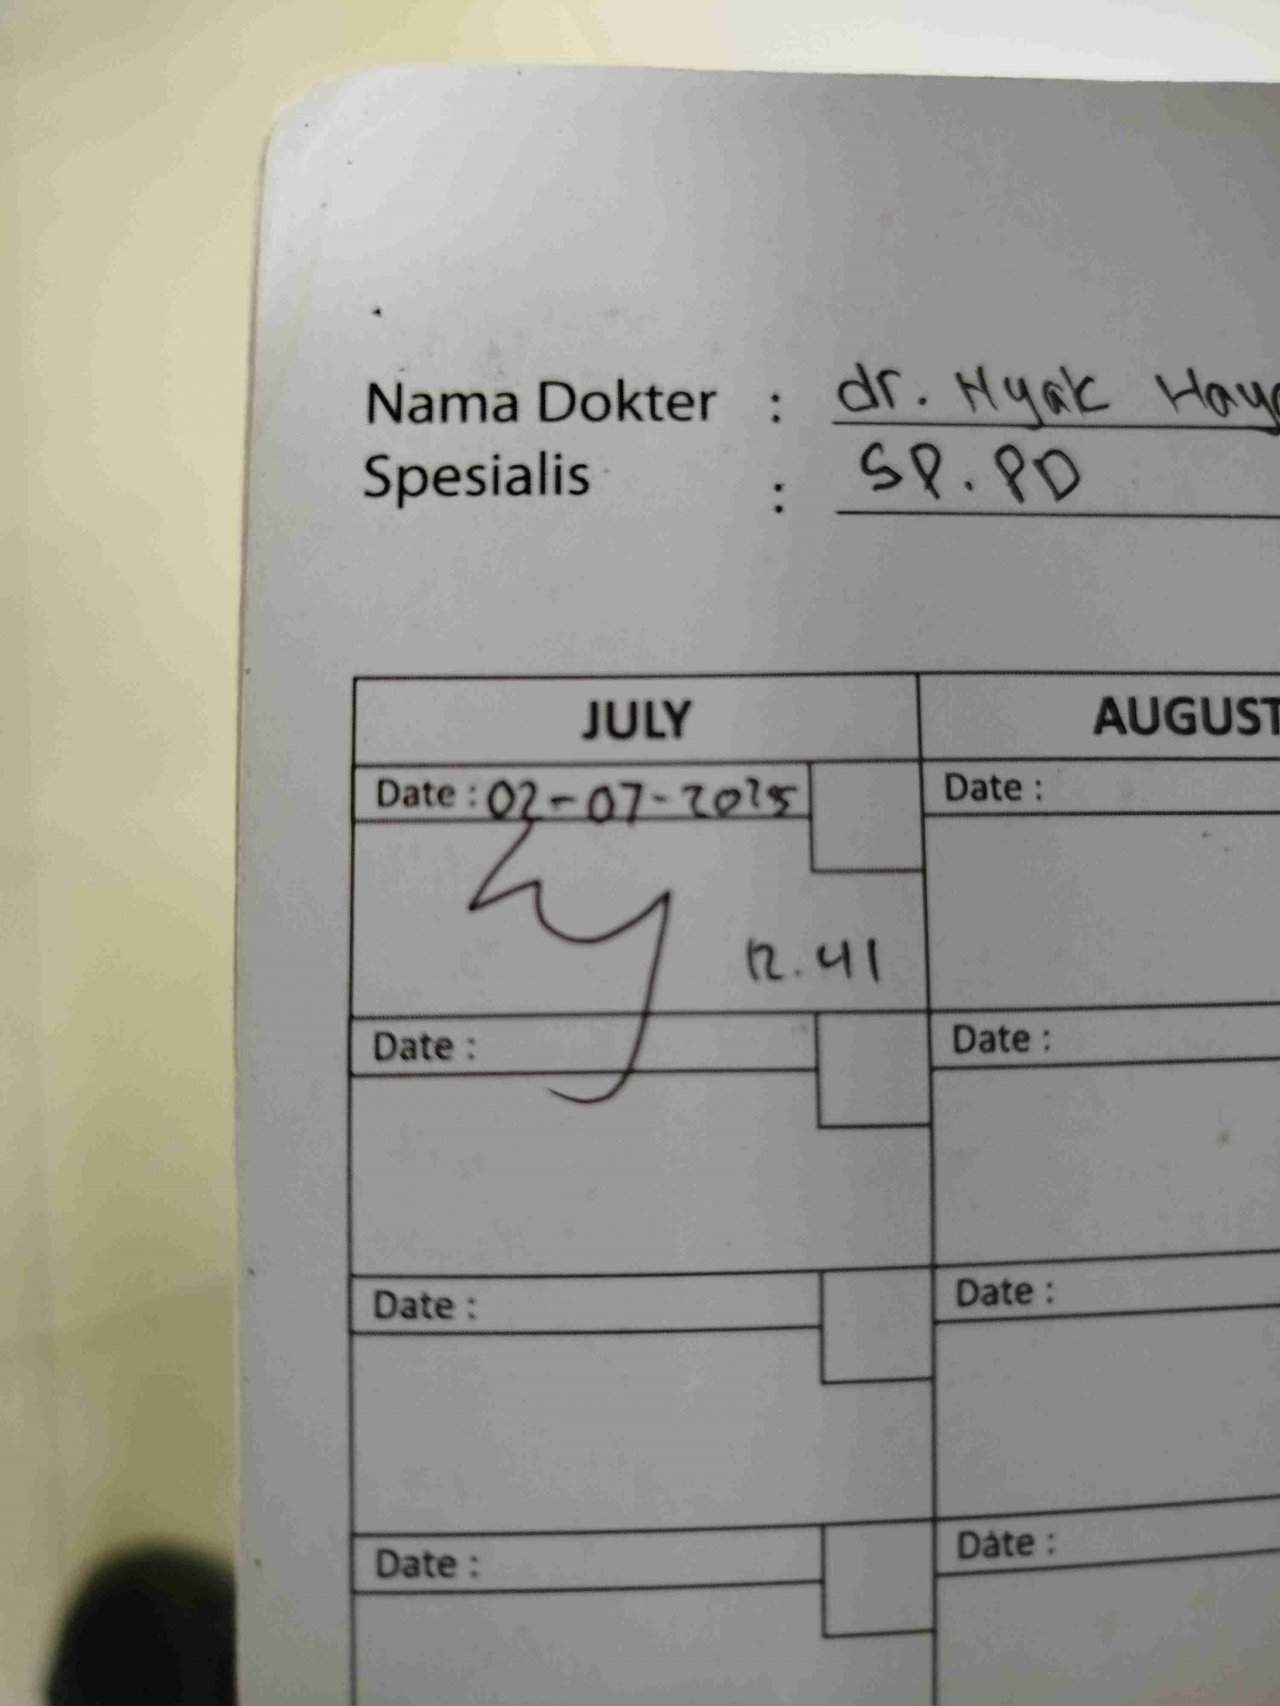 Nama Dokter : dr. Nyak
Spesialis : SP. PD
JULY AUGUST
Date : 02-07-2025 Date :
12.41
Date : Date :
Date : Date :
Date : Date :